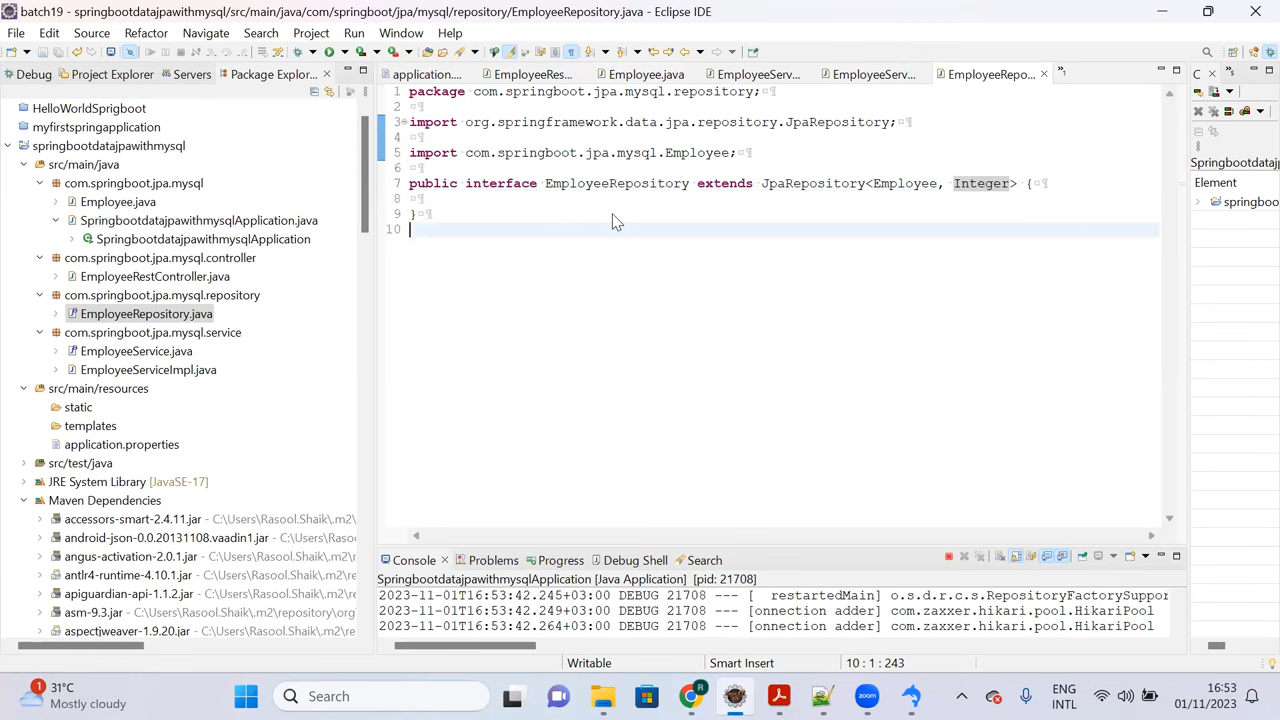 batch19 - springbootdatajpawithmysql/src/main/java/com/springboot/jpa/mysql/repository/EmployeeRepository.java - Eclipse IDE
File Edit Source Refactor Navigate Search Project Run Window Help
Debug Project Explorer Servers Package Explor...
application.... EmployeeRes... Employee.java EmployeeServ... EmployeeServ... EmployeeRepo...
HelloWorldSprigboot
myfirstspringapplication
springbootdatajpawithmysql
src/main/java
com.springboot.jpa.mysql
Employee.java
SpringbootdatajpawithmysqlApplication.java
SpringbootdatajpawithmysqlApplication
com.springboot.jpa.mysql.controller
EmployeeRestController.java
com.springboot.jpa.mysql.repository
EmployeeRepository.java
com.springboot.jpa.mysql.service
EmployeeService.java
EmployeeServiceImpl.java
src/main/resources
static
templates
application.properties
src/test/java
JRE System Library [JavaSE-17]
Maven Dependencies
accessors-smart-2.4.11.jar - C:\Users\Rasool.Shaik\.m2\re
android-json-0.0.20131108.vaadin1.jar - C:\Users\Rasool.
angus-activation-2.0.1.jar - C:\Users\Rasool.Shaik\.m2\re
antlr4-runtime-4.10.1.jar - C:\Users\Rasool.Shaik\.m2\re
apiguardian-api-1.1.2.jar - C:\Users\Rasool.Shaik\.m2\re
asm-9.3.jar - C:\Users\Rasool.Shaik\.m2\repository\org
aspectjweaver-1.9.20.jar - C:\Users\Rasool.Shaik\.m2\re
1 package com.springboot.jpa.mysql.repository;
2
3 import org.springframework.data.jpa.repository.JpaRepository;
4
5 import com.springboot.jpa.mysql.Employee;
6
7 public interface EmployeeRepository extends JpaRepository<Employee, Integer> {
8
9 }
10
C
Springbootdataj
Element
springboo
Console Problems Progress Debug Shell Search
SpringbootdatajpawithmysqlApplication [Java Application] [pid: 21708]
2023-11-01T16:53:42.245+03:00 DEBUG 21708 --- [ restartedMain] o.s.d.r.c.s.RepositoryFactorySuppor
2023-11-01T16:53:42.249+03:00 DEBUG 21708 --- [onnection adder] com.zaxxer.hikari.pool.HikariPool
2023-11-01T16:53:42.264+03:00 DEBUG 21708 --- [onnection adder] com.zaxxer.hikari.pool.HikariPool
Writable Smart Insert 10 : 1 : 243
1
31°C
Mostly cloudy
Search
R
zoom
ENG
INTL
16:53
01/11/2023